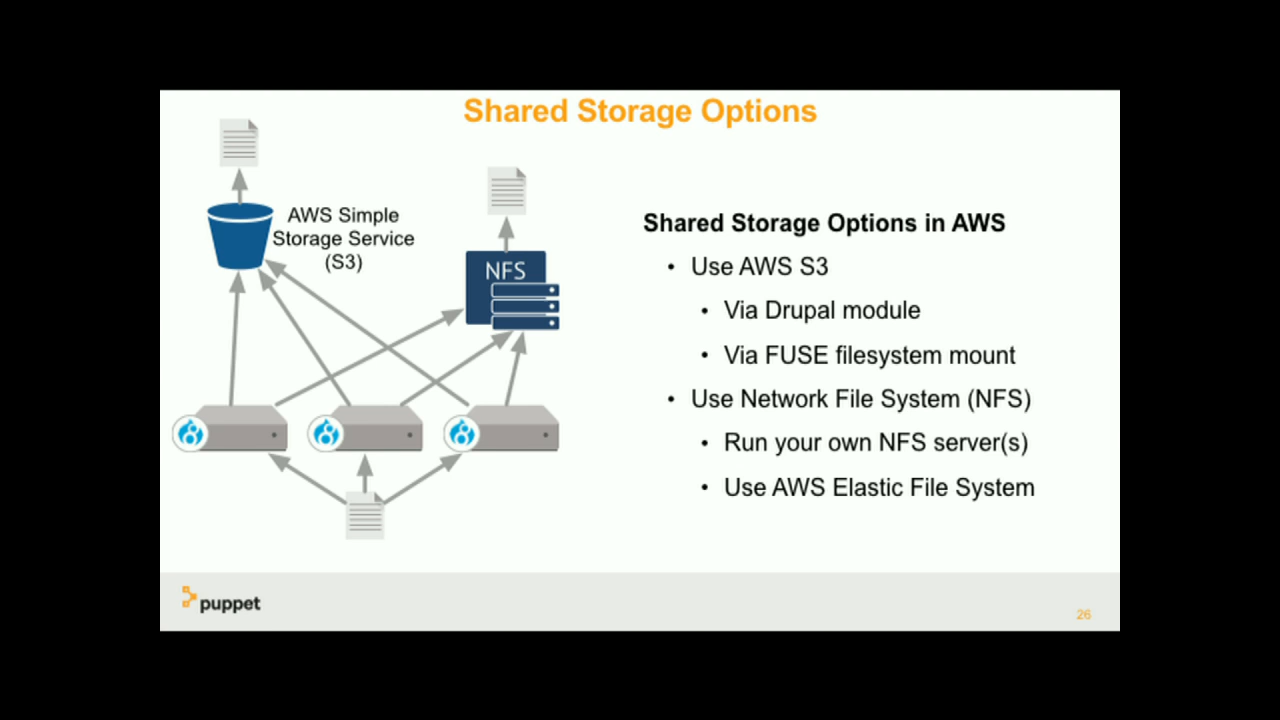 Shared Storage Options
AWS Simple
Storage Service
(S3)
NFS
Shared Storage Options in AWS
• Use AWS S3
• Via Drupal module
• Via FUSE filesystem mount
• Use Network File System (NFS)
• Run your own NFS server(s)
• Use AWS Elastic File System
puppet
26